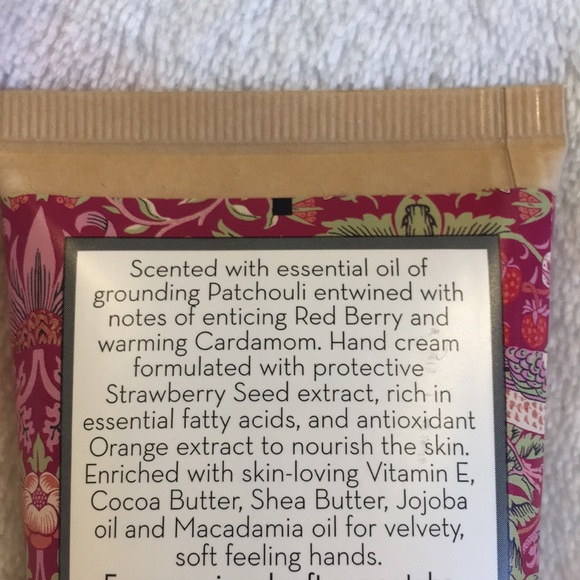 Scented with essential oil of
grounding Patchouli entwined with
notes of enticing Red Berry and
warming Cardamom. Hand cream
formulated with protective
Strawberry Seed extract, rich in
essential fatty acids, and antioxidant
Orange extract to nourish the skin.
Enriched with skin-loving Vitamin E,
Cocoa Butter, Shea Butter, Jojoba
oil and Macadamia oil for velvety,
soft feeling hands.